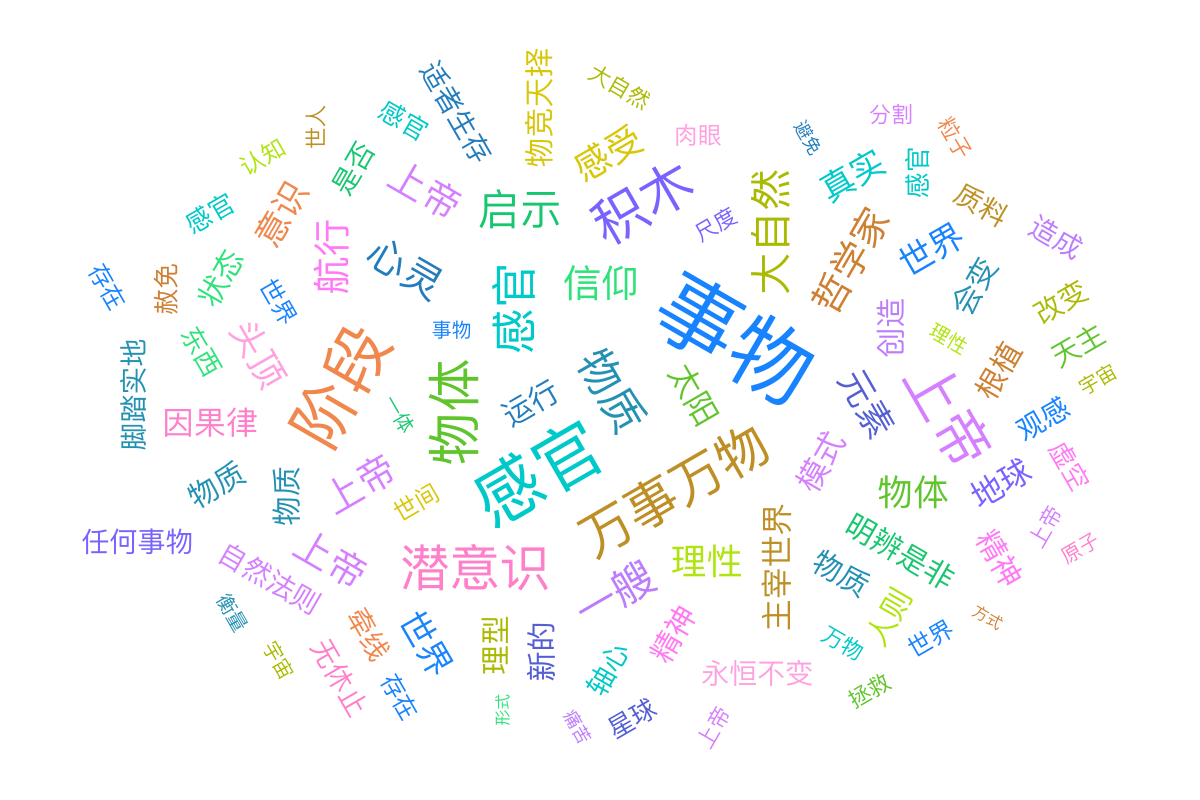 适者生存
物竞天择
大自然
感官
世人
感受
肉眼
避免
分割
粒子
认知
是否
上帝
启示
积木
尺度
大自然
真实
感官
质料
造成
感官
意识
航行
心灵
感官
信仰
事物
哲学家
世界
会变
改变
存在
赦免
状态
世界
创造
理性
天主
宇宙
东西
头顶
事物
阶段
物体
物质
太阳
元素
上帝
根植
观感
脚踏实地
因果律
一体
运行
感官
万事万物
模式
物体
地球
虚空
物质
物质
上帝
世间
任何事物
自然法则
上帝
潜意识
一艘
理性
主宰世界
明辨是非
精神
上帝
原子
物质
人则
衡量
宇宙
无休止
牵线
世界
存在
理型
新的
轴心
精神
永恒不变
万物
世界
方式
拯救
形式
痛苦
星球
上帝